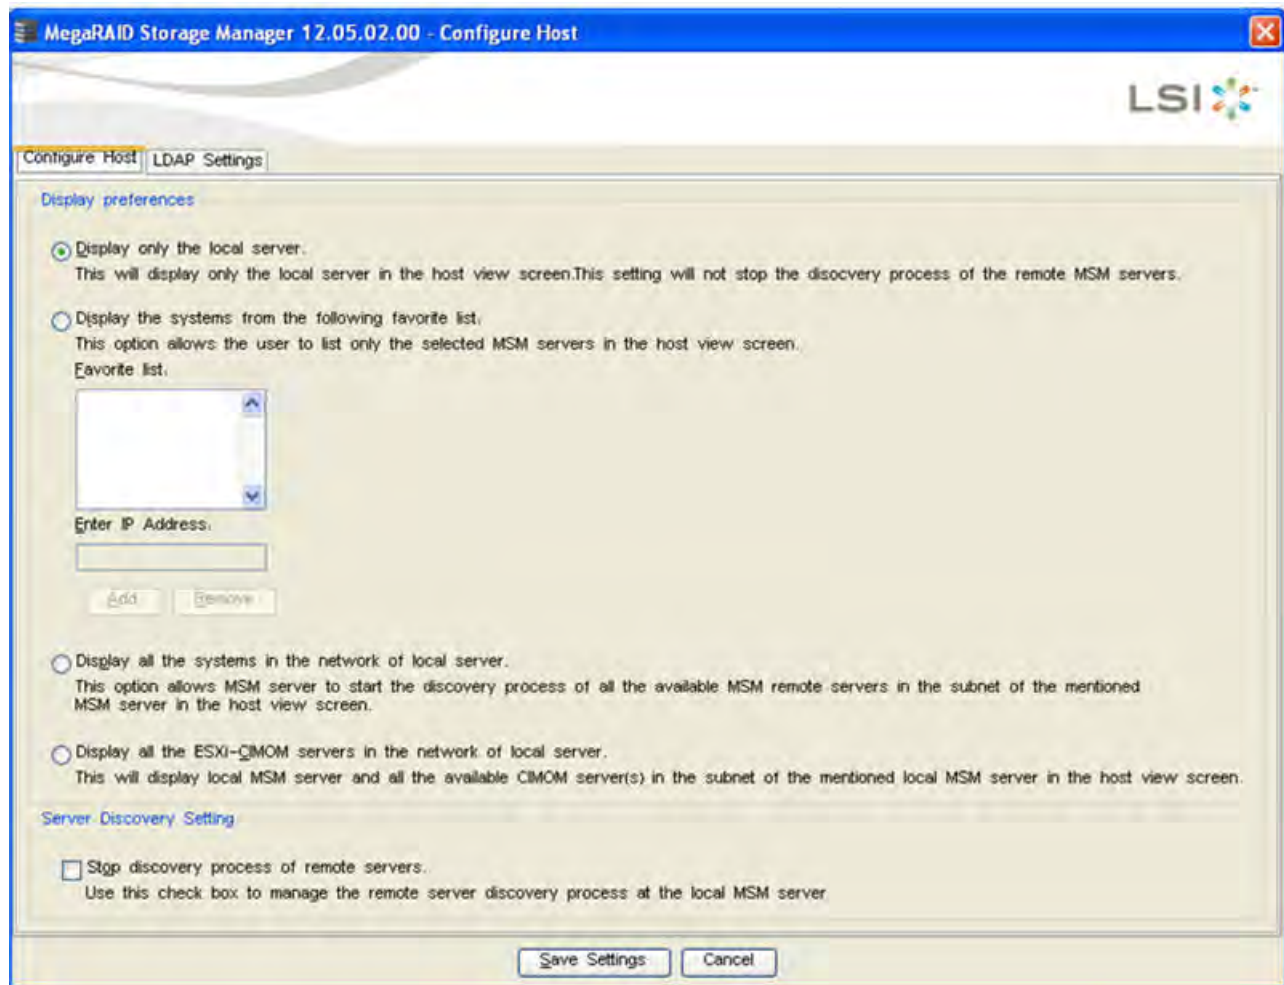 MegaRAID Storage Manager 12.05.02.00 - Configure Host
LSI
Configure Host
LDAP Settings
Display preferences
Display only the local server.
This will display only the local server in the host view screen.This setting will not stop the disocvery process of the remote MSM servers.
Display the systems from the following favorite list.
This option allows the user to list only the selected MSM servers in the host view screen.
Favorite list.
Enter IP Address.
Add
Remove
Display all the systems in the network of local server.
This option allows MSM server to start the discovery process of all the available MSM remote servers in the subnet of the mentioned
MSM server in the host view screen.
Display all the ESXI-CIMOM servers in the network of local server.
This will display local MSM server and all the available CIMOM server(s) in the subnet of the mentioned local MSM server in the host view screen.
Server Discovery Setting
Stop discovery process of remote servers.
Use this check box to manage the remote server discovery process at the local MSM server
Save Settings
Cancel